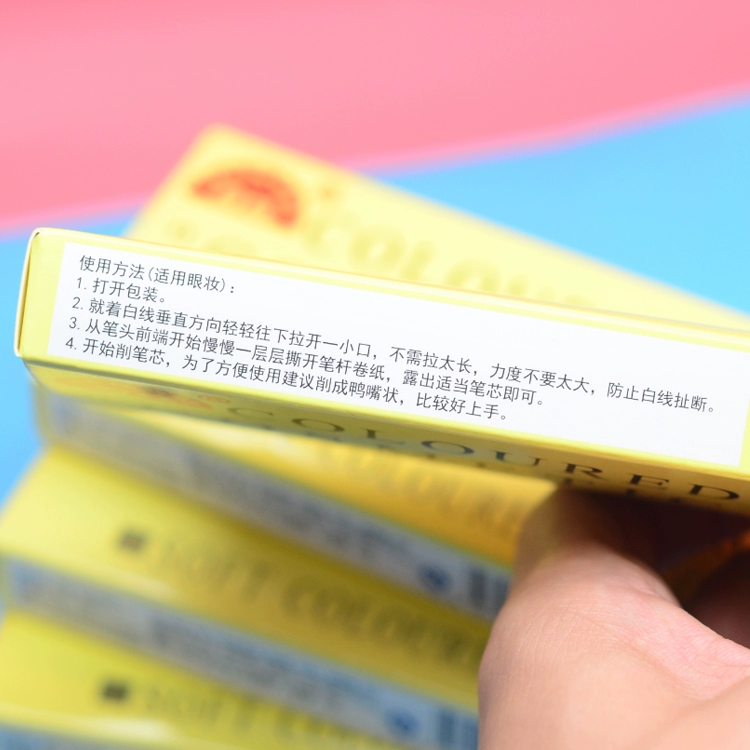 使用方法(适用眼妆)：
1. 打开包装。
2. 就着白线垂直方向轻轻往下拉开一小口，不需拉太长，力度不要太大，防止白线扯断。
3. 从笔头前端开始慢慢一层层撕开笔杆卷纸，露出适当笔芯即可。
4. 开始削笔芯，为了方便使用建议削成鸭嘴状，比较好上手。
COLOURED
COLOU
SOFT COLOURE